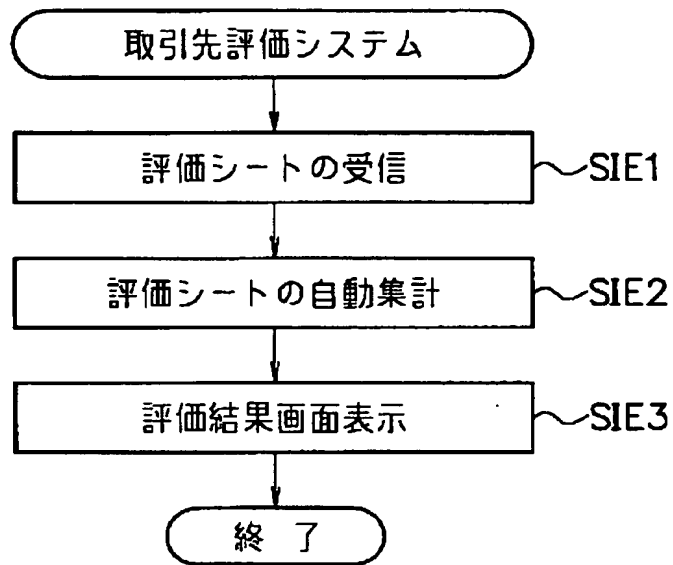 取引先評価システム
評価シートの受信
SIE1
評価シートの自動集計
SIE2
評価結果画面表示
SIE3
終 了